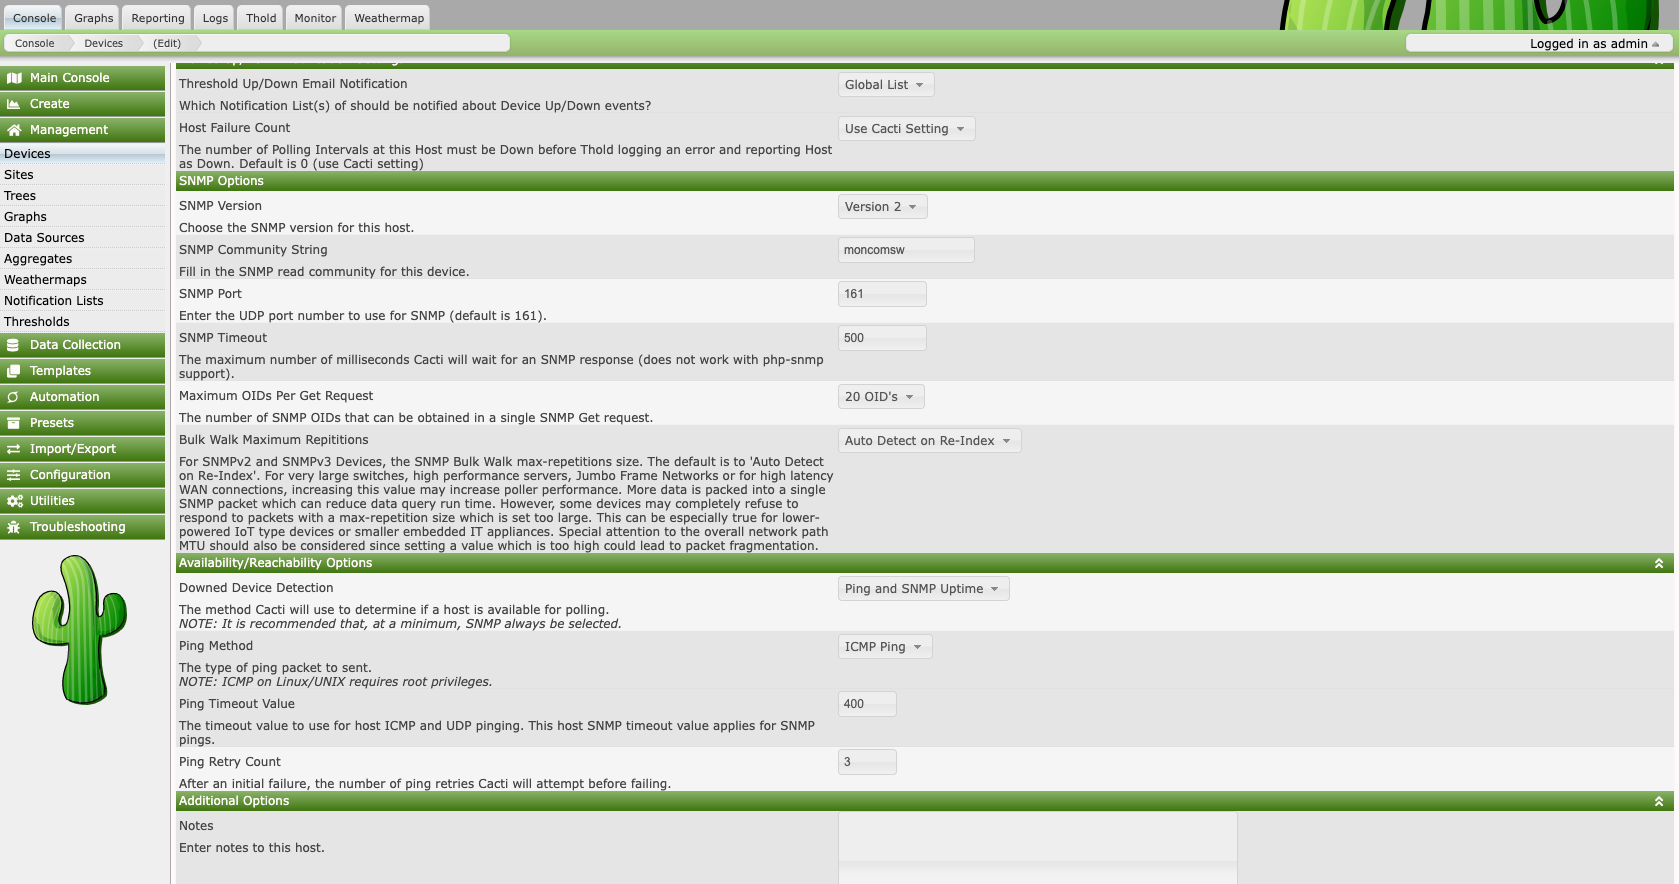 Console
Graphs
Reporting
Logs
Thold
Monitor
Weathermap
Console
Devices
(Edit)
Logged in as admin
Main Console
Create
Management
Devices
Sites
Trees
Graphs
Data Sources
Aggregates
Weathermaps
Notification Lists
Thresholds
Data Collection
Templates
Automation
Presets
Import/Export
Configuration
Utilities
Troubleshooting
Threshold Up/Down Email Notification
Global List
Which Notification List(s) of should be notified about Device Up/Down events?
Host Failure Count
Use Cacti Setting
The number of Polling Intervals at this Host must be Down before Thold logging an error and reporting Host
as Down. Default is 0 (use Cacti setting)
SNMP Options
SNMP Version
Version 2
Choose the SNMP version for this host.
SNMP Community String
moncomsw
Fill in the SNMP read community for this device.
SNMP Port
161
Enter the UDP port number to use for SNMP (default is 161).
SNMP Timeout
500
The maximum number of milliseconds Cacti will wait for an SNMP response (does not work with php-snmp
support).
Maximum OIDs Per Get Request
20 OID's
The number of SNMP OIDs that can be obtained in a single SNMP Get request.
Bulk Walk Maximum Repititions
Auto Detect on Re-Index
For SNMPv2 and SNMPv3 Devices, the SNMP Bulk Walk max-repetitions size. The default is to 'Auto Detect
on Re-Index'. For very large switches, high performance servers, Jumbo Frame Networks or for high latency
WAN connections, increasing this value may increase poller performance. More data is packed into a single
SNMP packet which can reduce data query run time. However, some devices may completely refuse to
respond to packets with a max-repetition size which is set too large. This can be especially true for lower-
powered IoT type devices or smaller embedded IT appliances. Special attention to the overall network path
MTU should also be considered since setting a value which is too high could lead to packet fragmentation.
Availability/Reachability Options
Downed Device Detection
Ping and SNMP Uptime
The method Cacti will use to determine if a host is available for polling.
NOTE: It is recommended that, at a minimum, SNMP always be selected.
Ping Method
ICMP Ping
The type of ping packet to sent.
NOTE: ICMP on Linux/UNIX requires root privileges.
Ping Timeout Value
400
The timeout value to use for host ICMP and UDP pinging. This host SNMP timeout value applies for SNMP
pings.
Ping Retry Count
3
After an initial failure, the number of ping retries Cacti will attempt before failing.
Additional Options
Notes
Enter notes to this host.